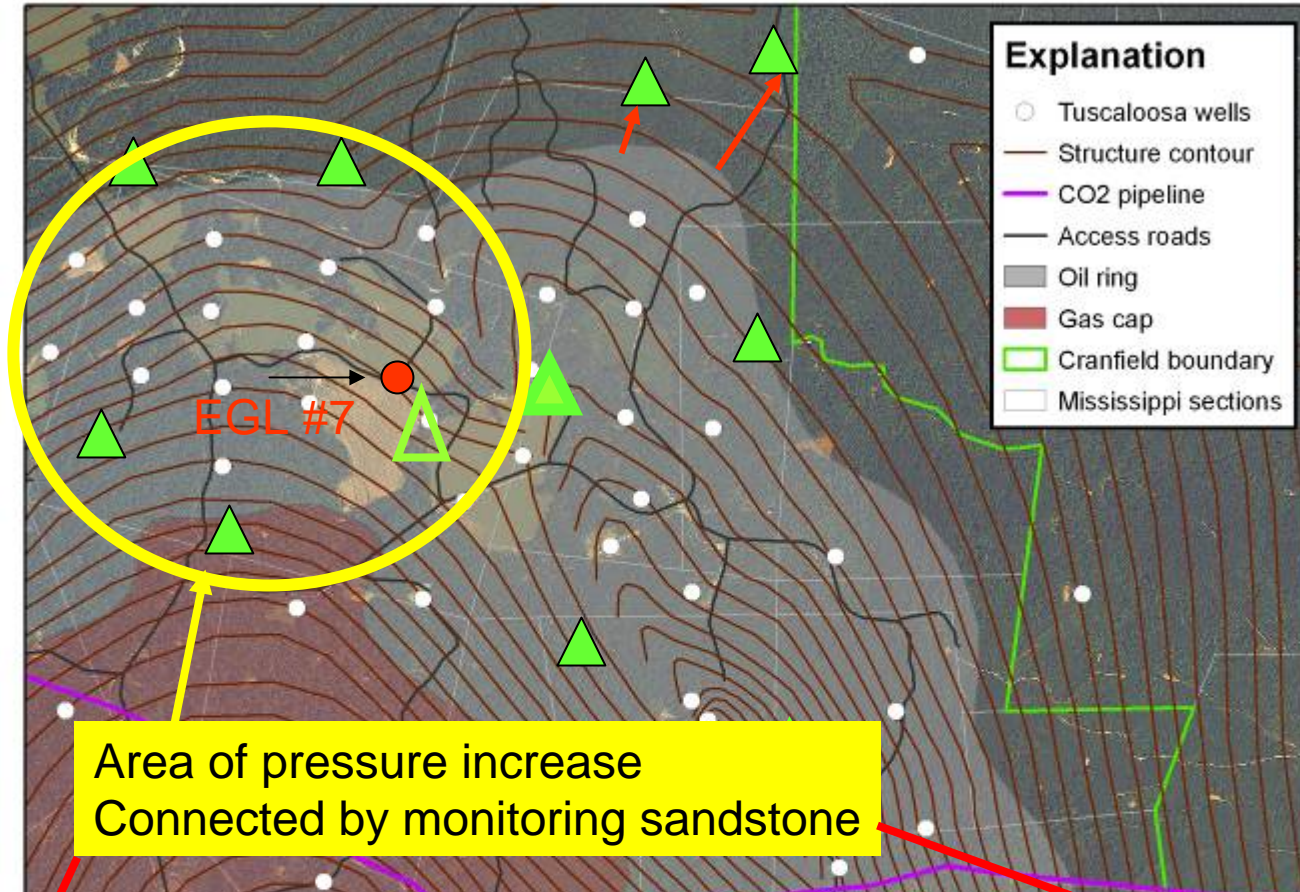 Explanation
Tuscaloosa wells
Structure contour
CO2 pipeline
Access roads
Oil ring
Gas cap
Cranfield boundary
Mississippi sections
EGL #7
Area of pressure increase
Connected by monitoring sandstone